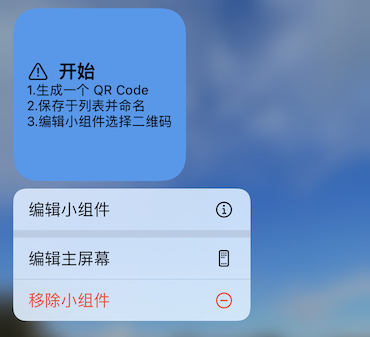 开始
1.生成一个 QR Code
2.保存于列表并命名
3.编辑小组件选择二维码
编辑小组件
编辑主屏幕
移除小组件